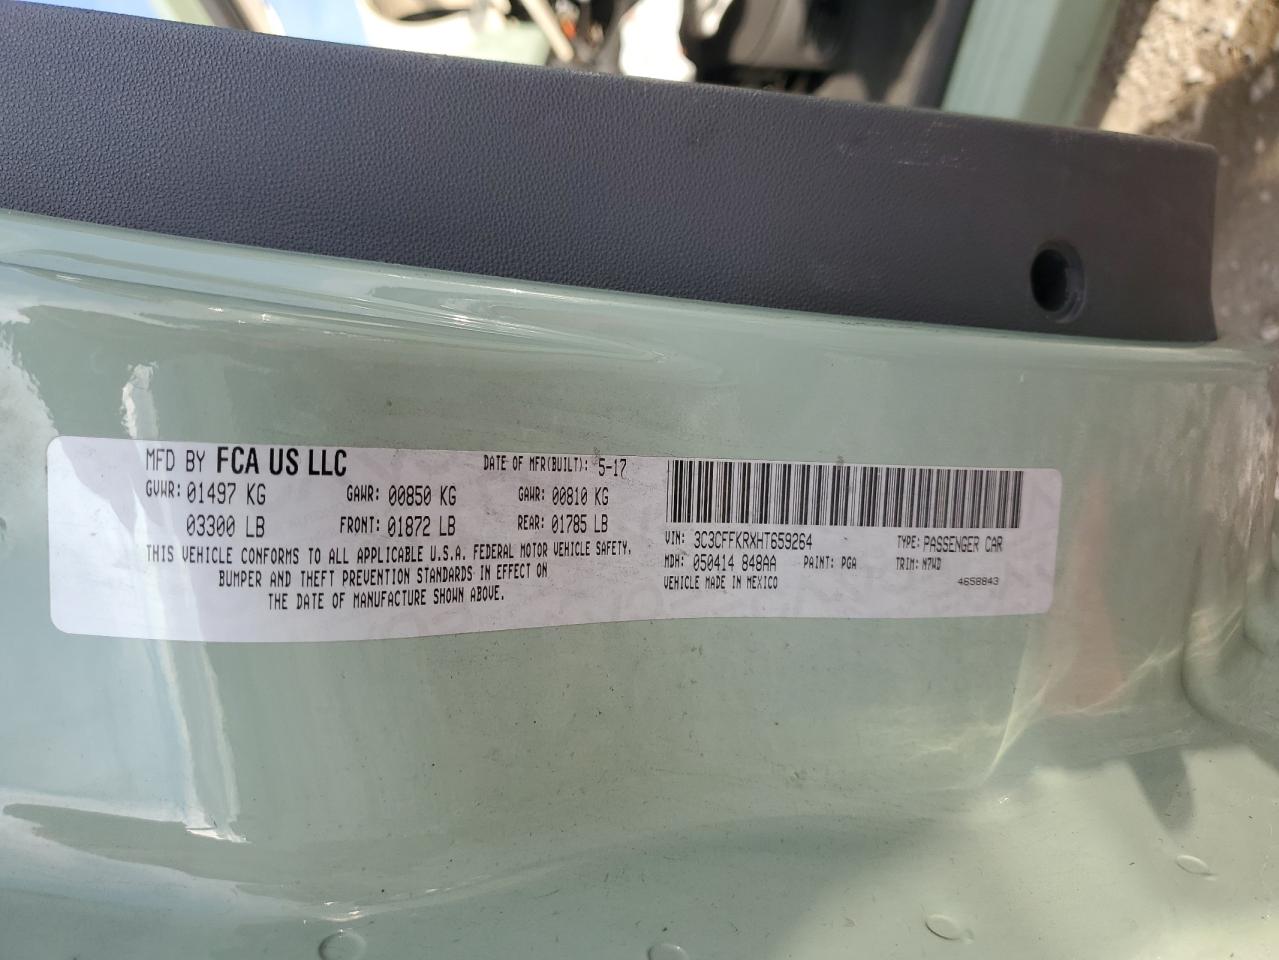 MFD BY FCA US LLC DATE OF MFR(BUILT): 5-17
GVWR: 01497 KG GAWR: 00850 KG GAWR: 00810 KG
03300 LB FRONT: 01872 LB REAR: 01785 LB
THIS VEHICLE CONFORMS TO ALL APPLICABLE U.S.A. FEDERAL MOTOR VEHICLE SAFETY,
BUMPER AND THEFT PREVENTION STANDARDS IN EFFECT ON
THE DATE OF MANUFACTURE SHOWN ABOVE.
VIN: 3C3CFFKRXHT659264 TYPE: PASSENGER CAR
MDH: 050414 848AA PAINT: PGA TRIM: N7WD
VEHICLE MADE IN MEXICO 4658843